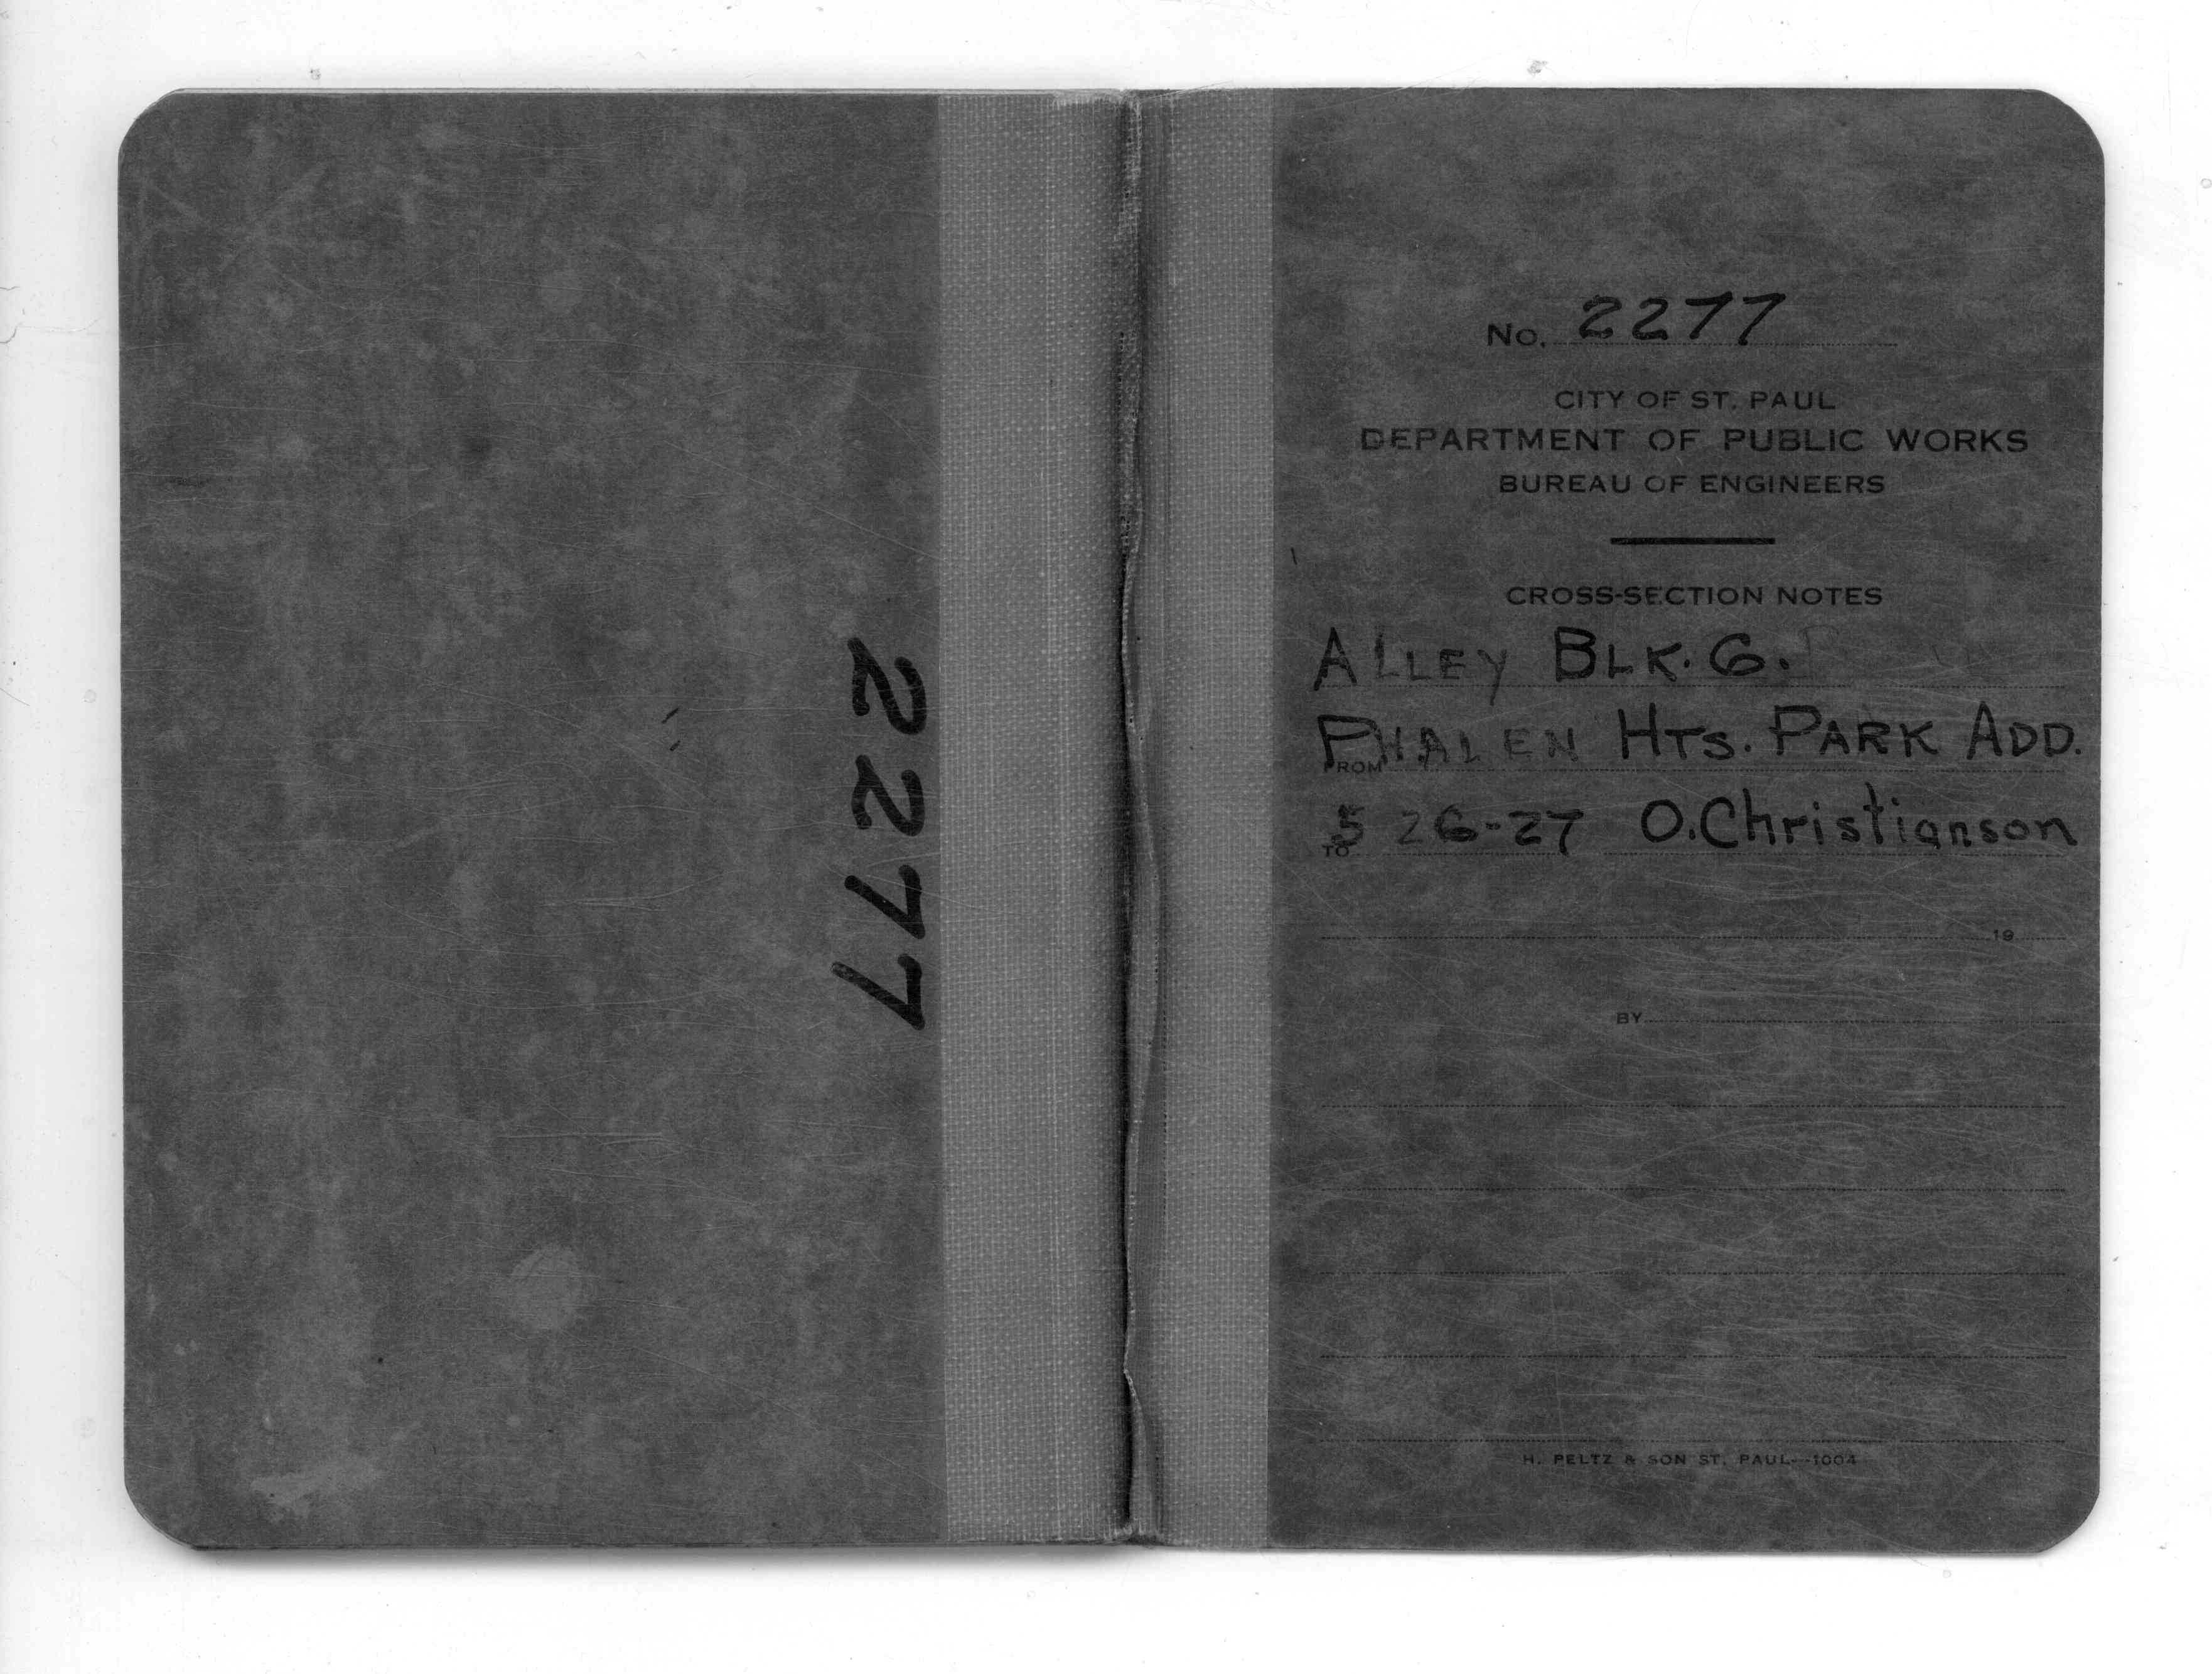 2277
No. 2277
CITY OF ST. PAUL
DEPARTMENT OF PUBLIC WORKS
BUREAU OF ENGINEERS
CROSS-SECTION NOTES
ALLEY BLK. G.
PHALEN HTS. PARK ADD.
FROM
5 26-27 O. Christianson
TO
19
BY
H. PELTZ & SON ST. PAUL--1004